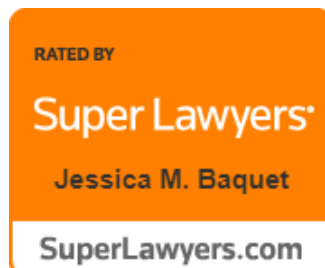 RATED BY
Super Lawyers®
Jessica M. Baquet
SuperLawyers.com